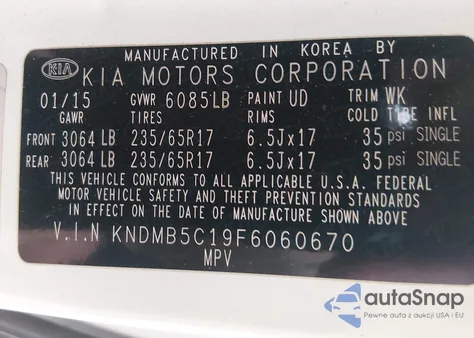 MANUFACTURED IN KOREA BY
KIA KIA MOTORS CORPORATION
01/15 GVWR 6085LB PAINT UD TRIM WK
GAWR TIRES RIMS COLD TIRE INFL
FRONT 3064 LB 235/65R17 6.5Jx17 35 psi SINGLE
REAR 3064 LB 235/65R17 6.5Jx17 35 psi SINGLE
THIS VEHICLE CONFORMS TO ALL APPLICABLE U.S.A. FEDERAL
MOTOR VEHICLE SAFETY AND THEFT PREVENTION STANDARDS
IN EFFECT ON THE DATE OF MANUFACTURE SHOWN ABOVE
V.I.N KNDMB5C19F6060670
MPV
autaSnap
Pewne auta z dostawą z USA i EU